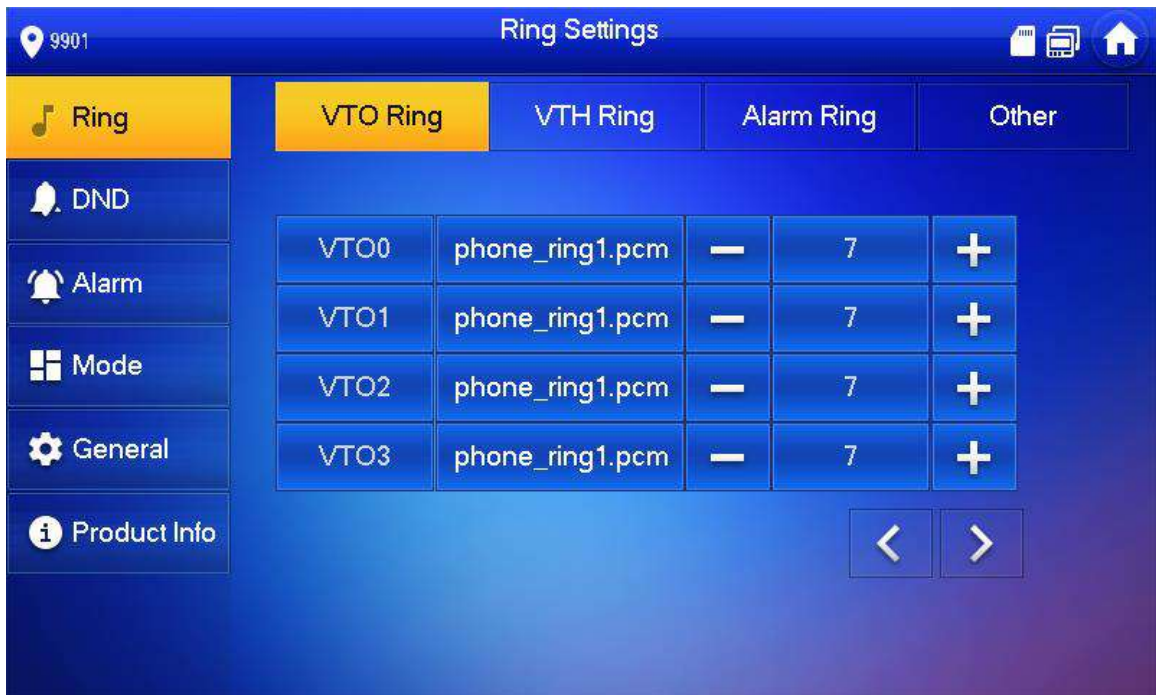 9901
Ring Settings
Ring
VTO Ring
VTH Ring
Alarm Ring
Other
DND
Alarm
Mode
General
Product Info
VTO0 phone_ring1.pcm 7
VTO1 phone_ring1.pcm 7
VTO2 phone_ring1.pcm 7
VTO3 phone_ring1.pcm 7